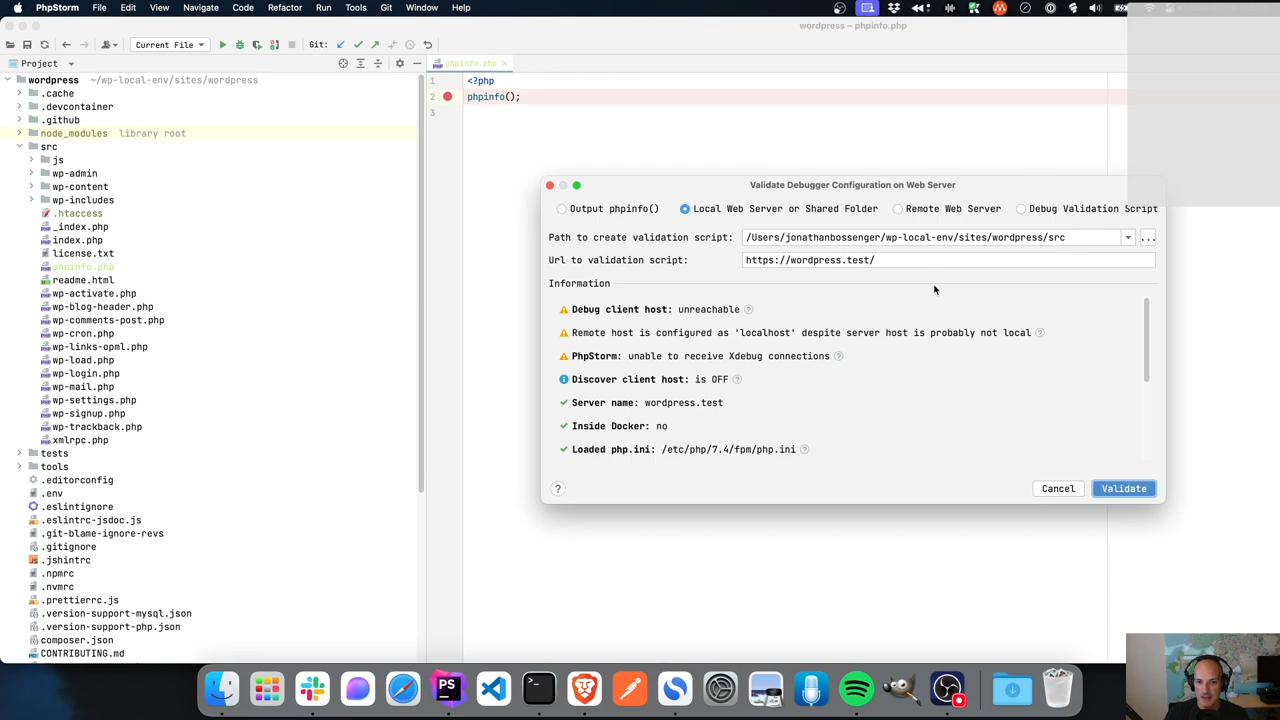 PhpStorm File Edit View Navigate Code Refactor Run Tools Git Window Help
wordpress – phpinfo.php
Current File Git:
Project
phpinfo.php
wordpress ~/wp-local-env/sites/wordpress
.cache
.devcontainer
.github
node_modules library root
src
js
wp-admin
wp-content
wp-includes
.htaccess
_index.php
index.php
license.txt
phpinfo.php
readme.html
wp-activate.php
wp-blog-header.php
wp-comments-post.php
wp-cron.php
wp-links-opml.php
wp-load.php
wp-login.php
wp-mail.php
wp-settings.php
wp-signup.php
wp-trackback.php
xmlrpc.php
tests
tools
.editorconfig
.env
.eslintignore
.eslintrc-jsdoc.js
.git-blame-ignore-revs
.gitignore
.jshintrc
.npmrc
.nvmrc
.prettierrc.js
.version-support-mysql.json
.version-support-php.json
composer.json
CONTRIBUTING.md
1 <?php
2 phpinfo();
3
Validate Debugger Configuration on Web Server
Output phpinfo() Local Web Server or Shared Folder Remote Web Server Debug Validation Script
Path to create validation script: /Users/jonathanbossenger/wp-local-env/sites/wordpress/src ...
Url to validation script: https://wordpress.test/
Information
Debug client host: unreachable ?
Remote host is configured as 'localhost' despite server host is probably not local ?
PhpStorm: unable to receive Xdebug connections ?
Discover client host: is OFF ?
Server name: wordpress.test
Inside Docker: no
Loaded php.ini: /etc/php/7.4/fpm/php.ini ?
? Cancel Validate
PS